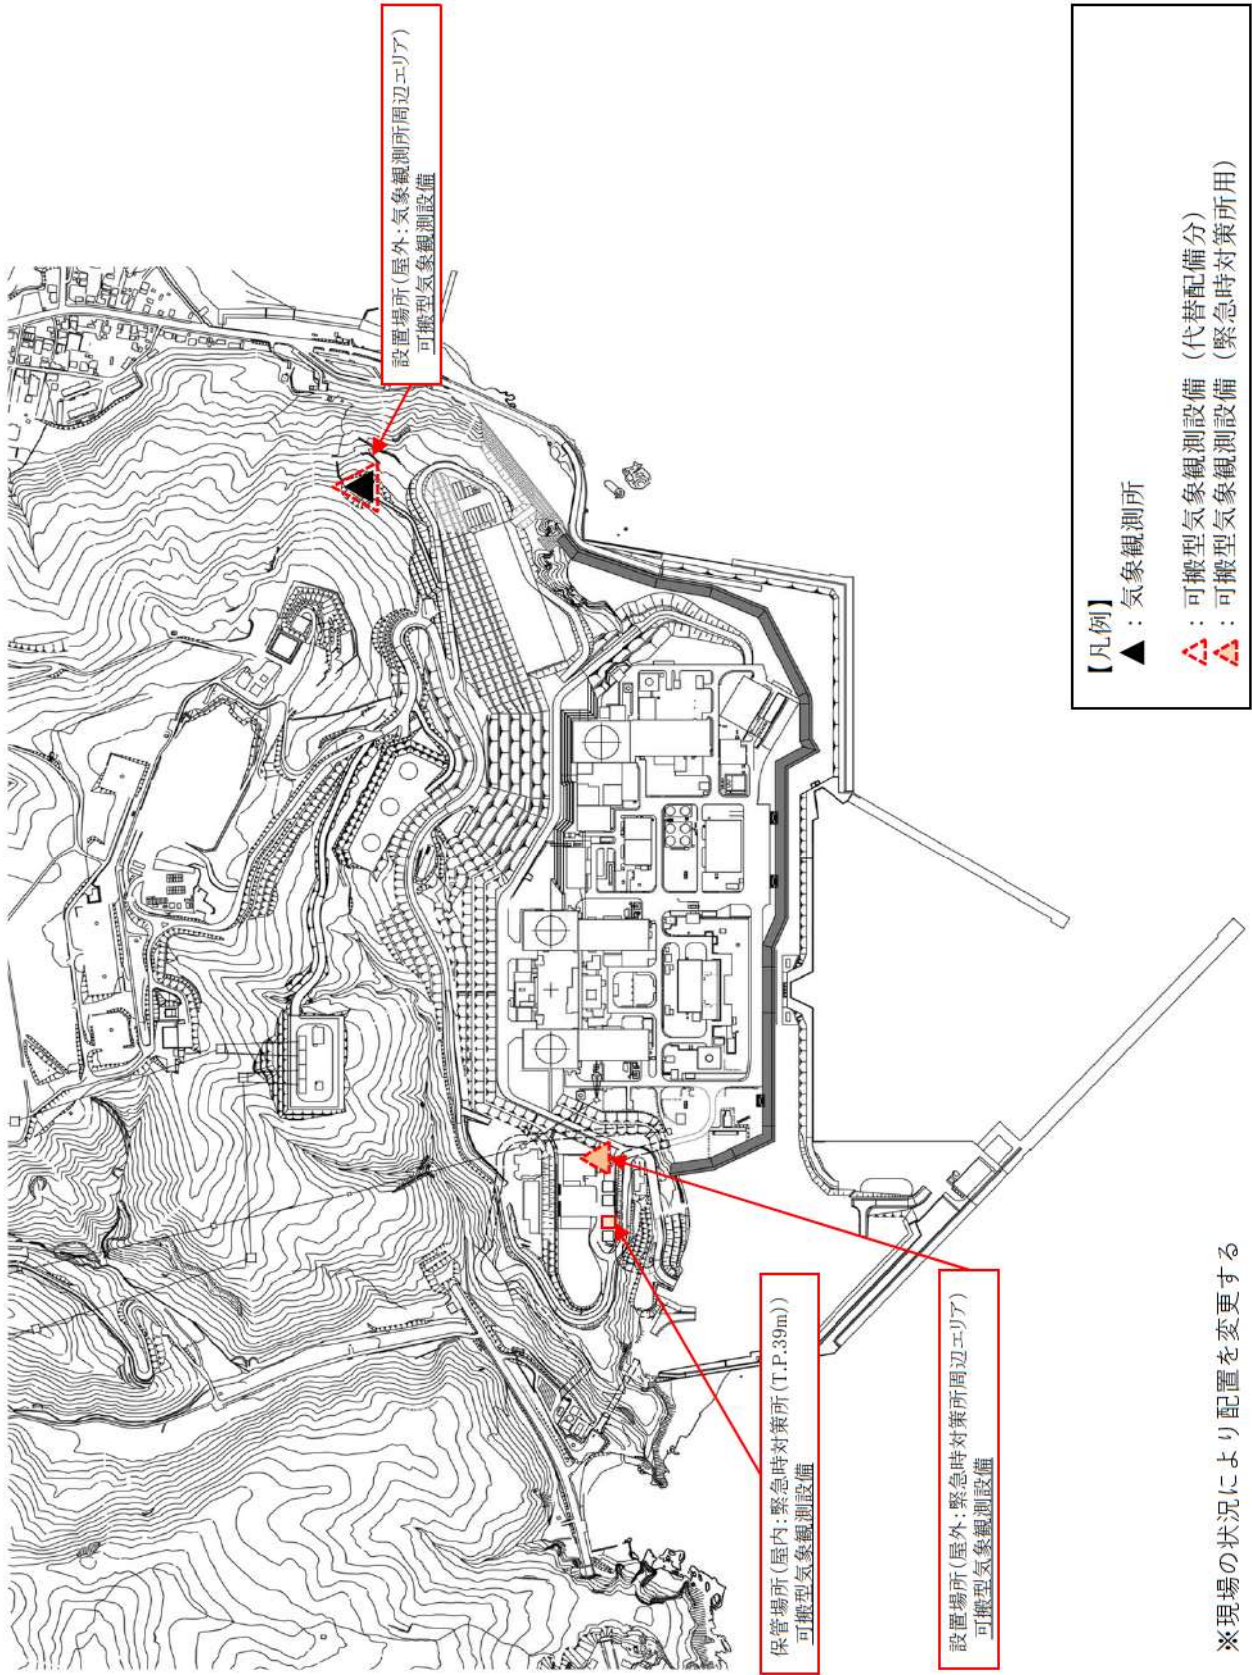 設置場所(屋外:気象観測所周辺エリア)
可搬型気象観測設備
保管場所(屋内:緊急時対策所(T.P.39m))
可搬型気象観測設備
設置場所(屋外:緊急時対策所周辺エリア)
可搬型気象観測設備
【凡例】
▲:気象観測所
:可搬型気象観測設備(代替配備分)
:可搬型気象観測設備(緊急時対策所用)
※現場の状況により配置を変更する